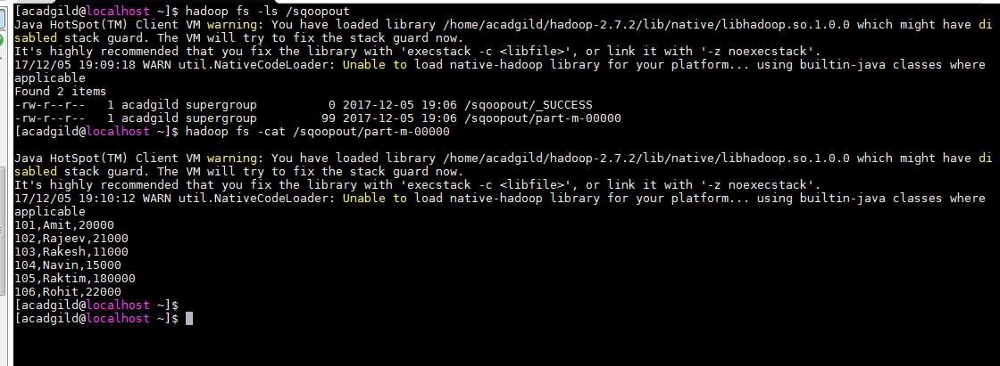 [acadgild@localhost ~]$ hadoop fs -ls /sqoopout
Java HotSpot(TM) Client VM warning: You have loaded library /home/acadgild/hadoop-2.7.2/lib/native/libhadoop.so.1.0.0 which might have di
sabled stack guard. The VM will try to fix the stack guard now.
It's highly recommended that you fix the library with 'execstack -c <libfile>', or link it with '-z noexecstack'.
17/12/05 19:09:18 WARN util.NativeCodeLoader: Unable to load native-hadoop library for your platform... using builtin-java classes where
applicable
Found 2 items
-rw-r--r--   1 acadgild supergroup          0 2017-12-05 19:06 /sqoopout/_SUCCESS
-rw-r--r--   1 acadgild supergroup         99 2017-12-05 19:06 /sqoopout/part-m-00000
[acadgild@localhost ~]$ hadoop fs -cat /sqoopout/part-m-00000
Java HotSpot(TM) Client VM warning: You have loaded library /home/acadgild/hadoop-2.7.2/lib/native/libhadoop.so.1.0.0 which might have di
sabled stack guard. The VM will try to fix the stack guard now.
It's highly recommended that you fix the library with 'execstack -c <libfile>', or link it with '-z noexecstack'.
17/12/05 19:10:12 WARN util.NativeCodeLoader: Unable to load native-hadoop library for your platform... using builtin-java classes where
applicable
101,Amit,20000
102,Rajeev,21000
103,Rakesh,11000
104,Navin,15000
105,Raktim,180000
106,Rohit,22000
[acadgild@localhost ~]$
[acadgild@localhost ~]$